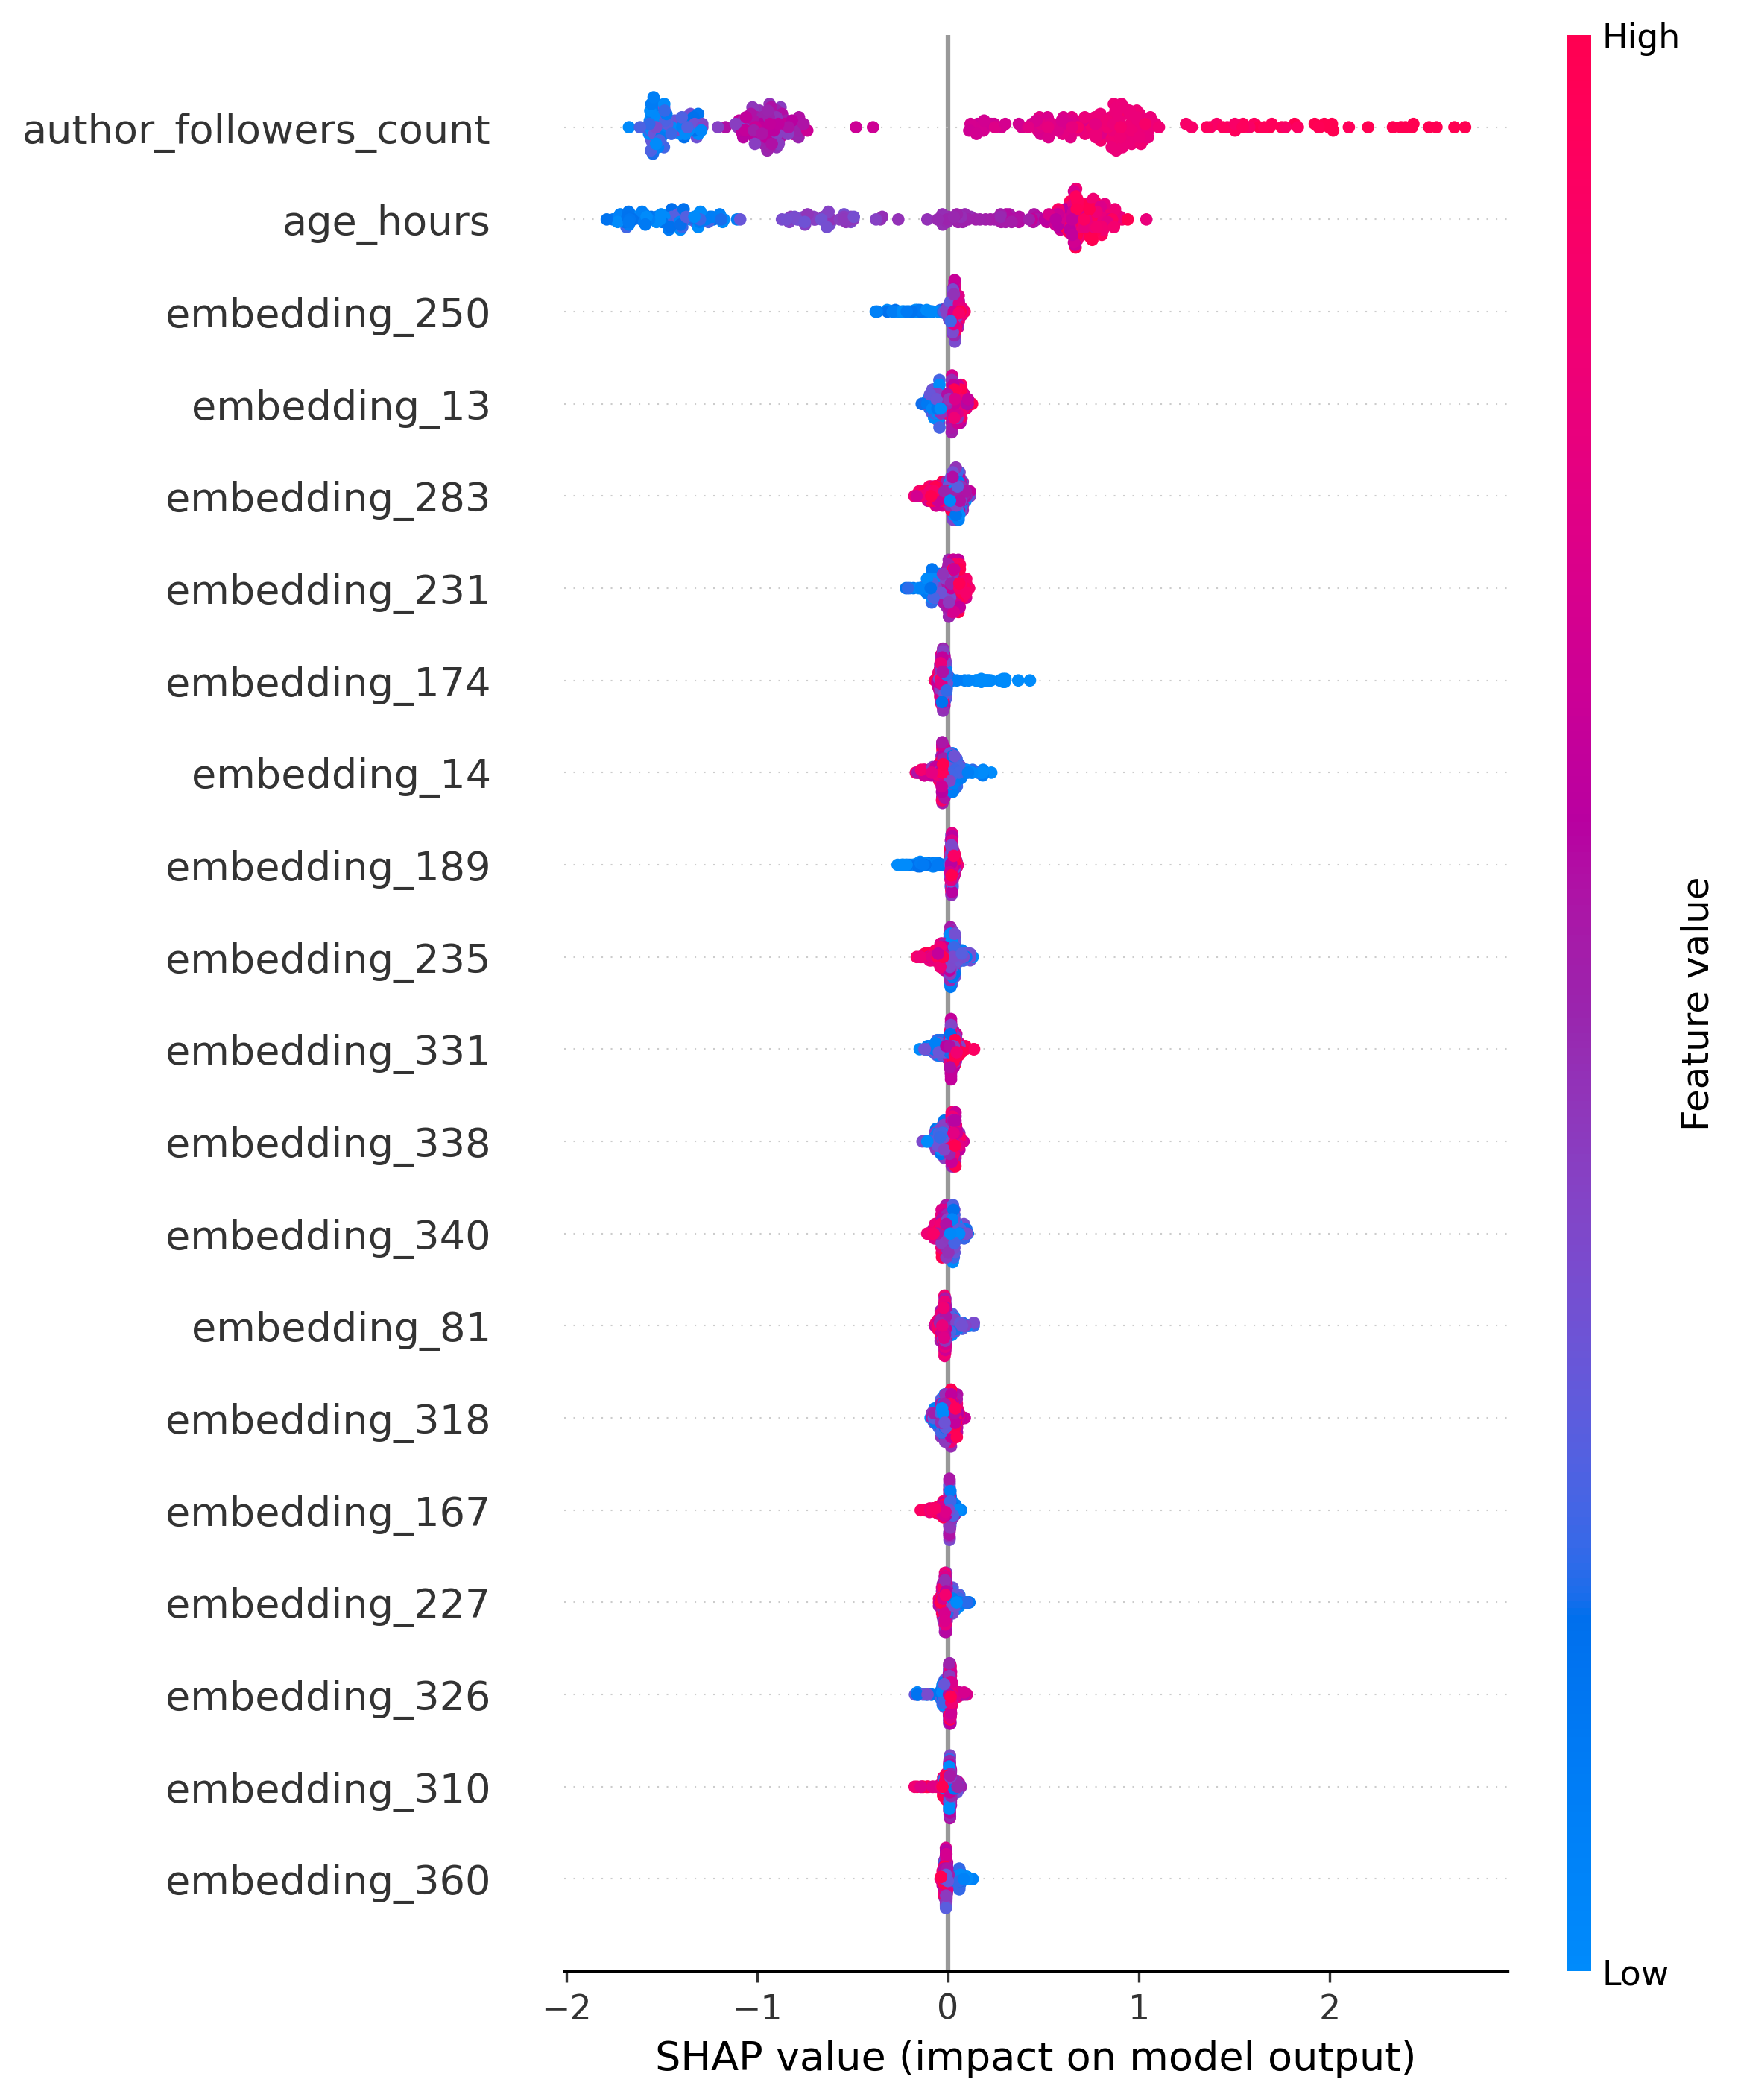 High
author_followers_count
age_hours
embedding_250
embedding_13
embedding_283
embedding_231
embedding_174
embedding_14
embedding_189
embedding_235
embedding_331
embedding_338
embedding_340
embedding_81
embedding_318
embedding_167
embedding_227
embedding_326
embedding_310
embedding_360
Feature value
Low
−2 −1 0 1 2
SHAP value (impact on model output)